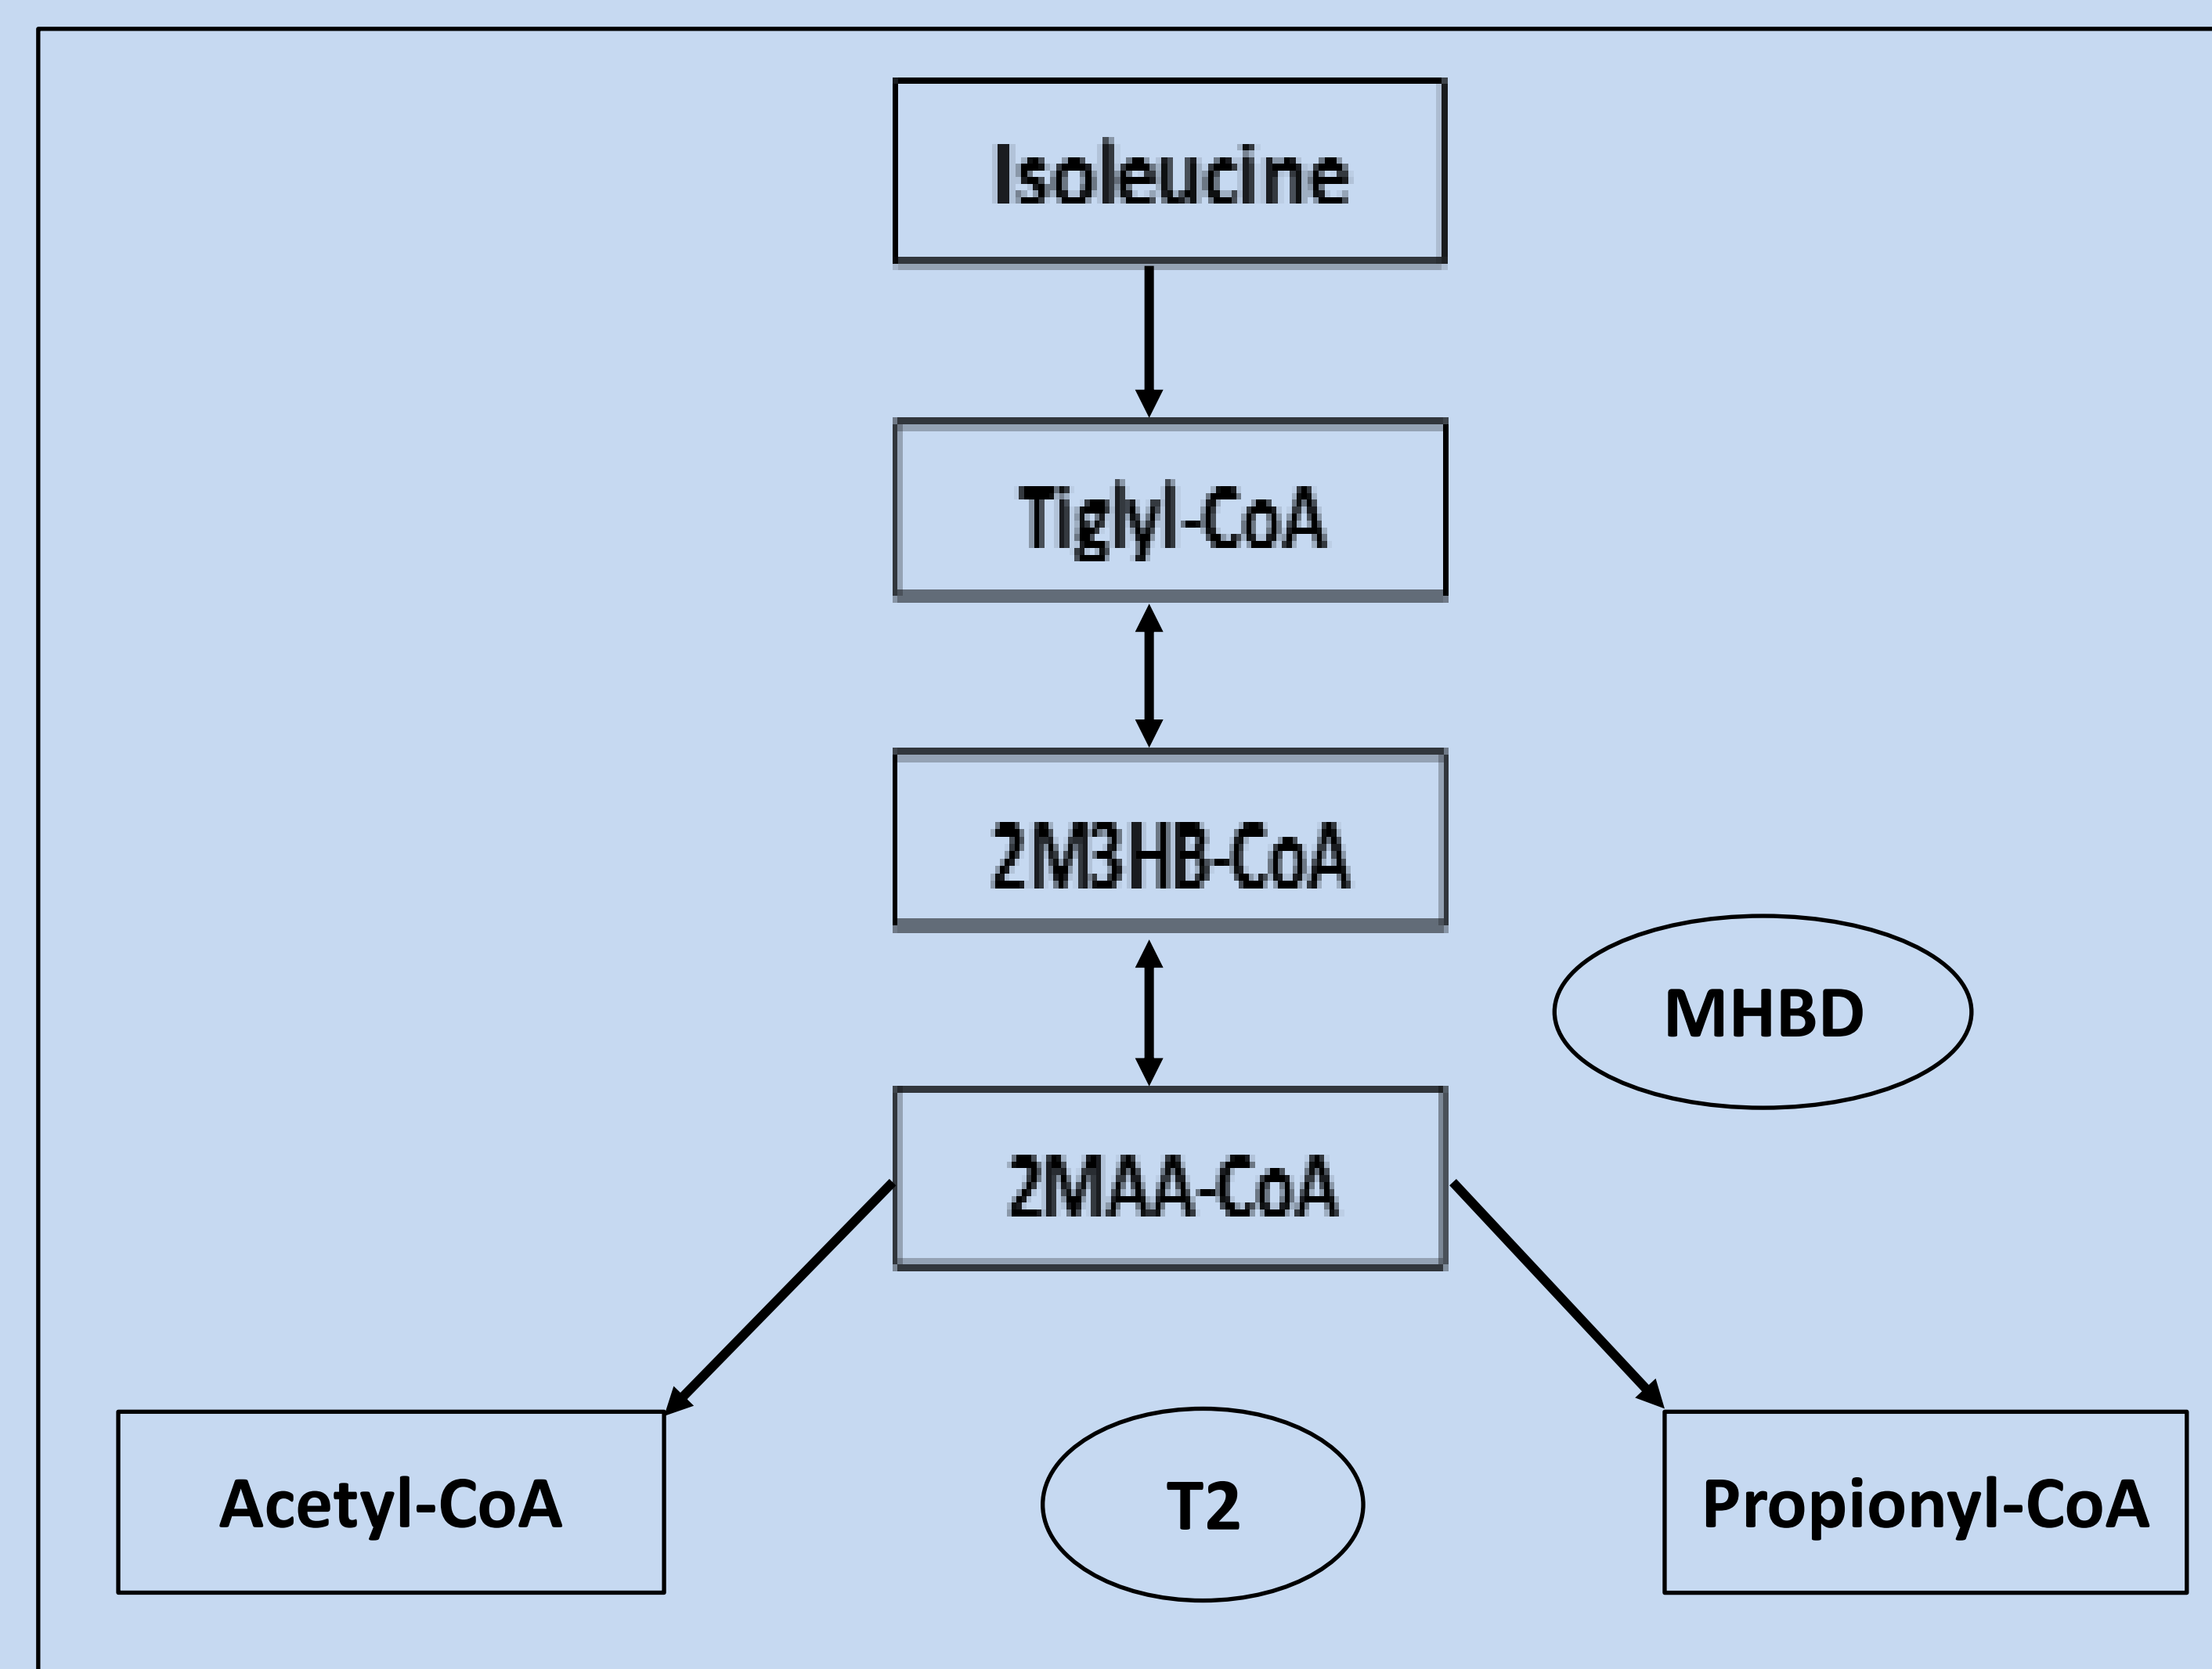 Isoleucine
Tiglyl-CoA
2M3HB-CoA
MHBD
2MAA-CoA
Acetyl-CoA
T2
Propionyl-CoA